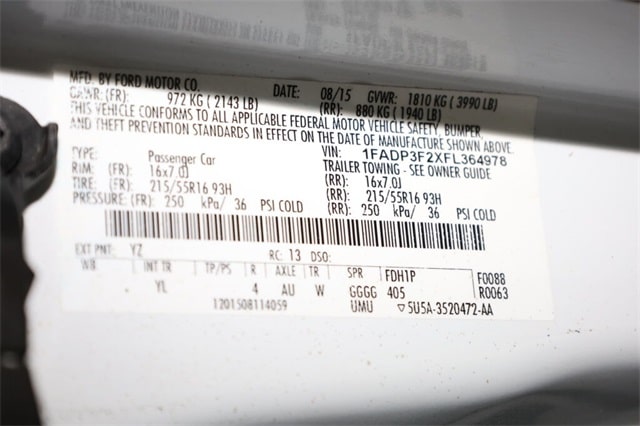 MFD. BY FORD MOTOR CO. DATE: 08/15 GVWR: 1810 KG ( 3990 LB)
GAWR: (FR): 972 KG ( 2143 LB) (RR): 880 KG ( 1940 LB)
THIS VEHICLE CONFORMS TO ALL APPLICABLE FEDERAL MOTOR VEHICLE SAFETY, BUMPER,
AND THEFT PREVENTION STANDARDS IN EFFECT ON THE DATE OF MANUFACTURE SHOWN ABOVE.
VIN: 1FADP3F2XFL364978
TYPE: Passenger Car TRAILER TOWING - SEE OWNER GUIDE
RIM: (FR): 16x7.0J (RR): 16x7.0J
TIRE: (FR): 215/55R16 93H (RR): 215/55R16 93H
PRESSURE: (FR): 250 kPa/ 36 PSI COLD (RR): 250 kPa/ 36 PSI COLD
EXT PNT: YZ RC: 13 DSO:
WB INT TR TP/PS R AXLE TR SPR FDH1P F0088
YL 4 AU W GGGG 405 R0063
1201508114059 UMU ▽ 5U5A-3520472-AA